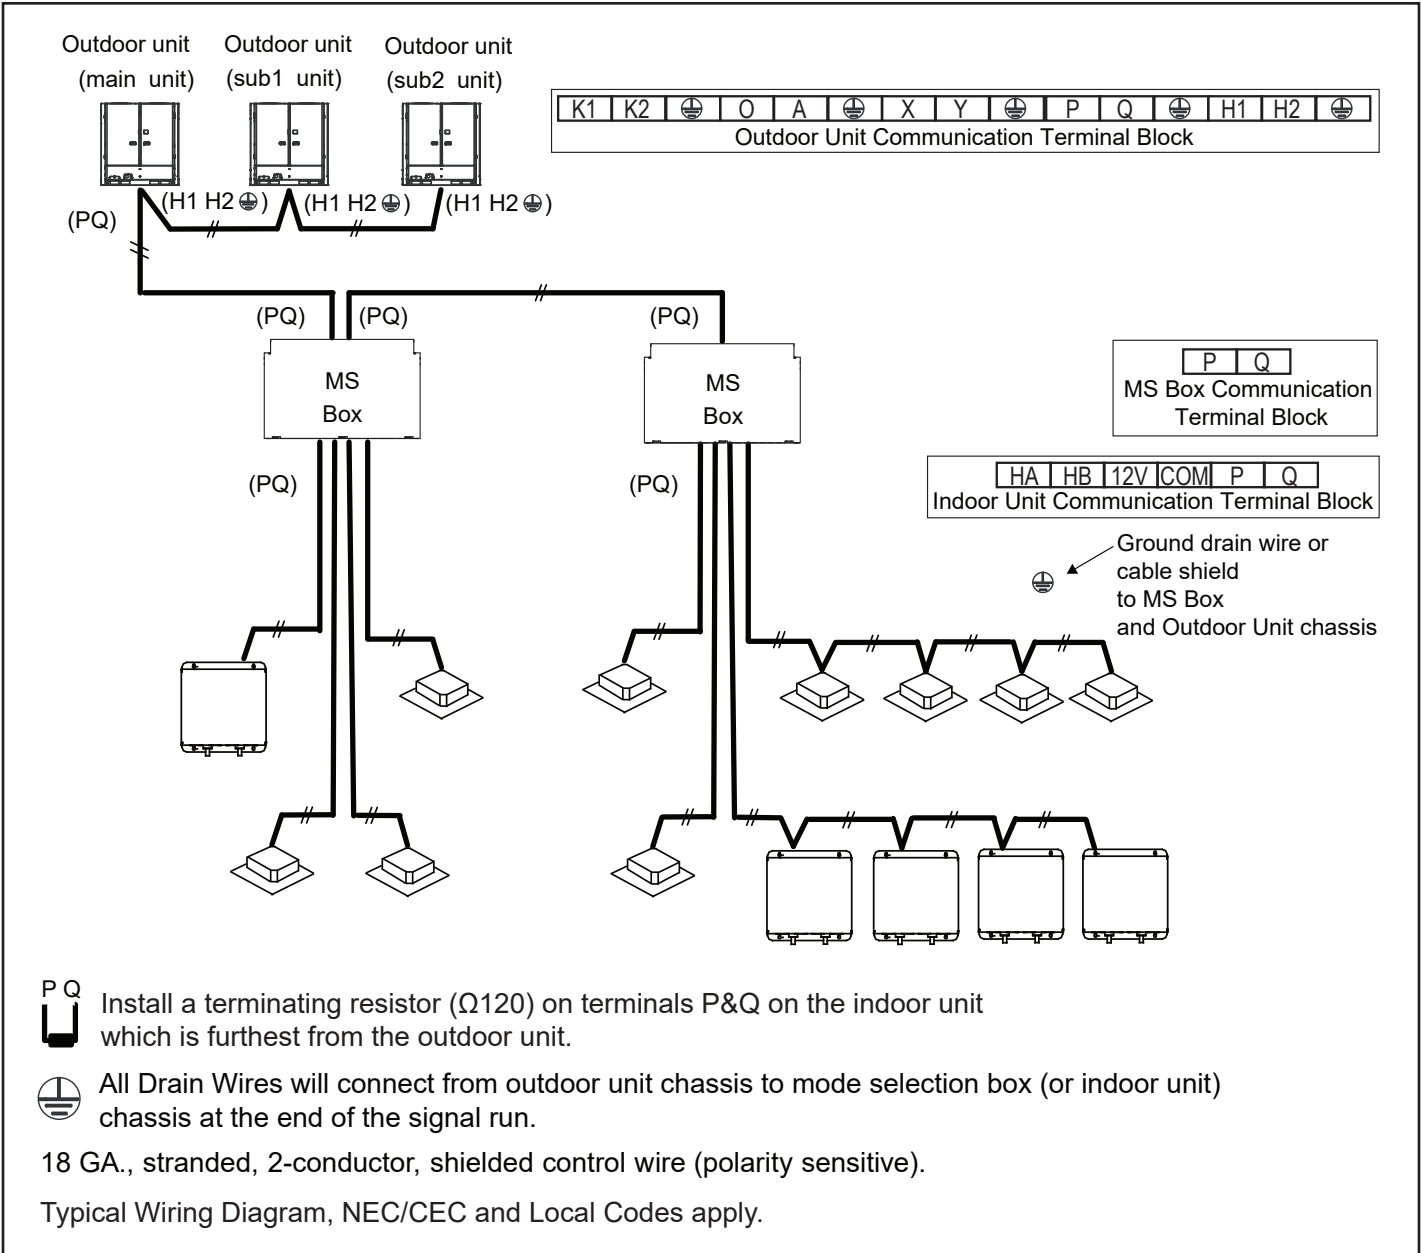 Outdoor unit
(main unit)
Outdoor unit
(sub1 unit)
Outdoor unit
(sub2 unit)
K1 K2 ⏚ O A ⏚ X Y ⏚ P Q ⏚ H1 H2 ⏚
Outdoor Unit Communication Terminal Block
(PQ)
(H1 H2 ⏚)
(H1 H2 ⏚)
(H1 H2 ⏚)
(PQ)
(PQ)
(PQ)
MS
Box
MS
Box
P Q
MS Box Communication
Terminal Block
(PQ)
(PQ)
HA HB 12V COM P Q
Indoor Unit Communication Terminal Block
Ground drain wire or
cable shield
to MS Box
and Outdoor Unit chassis
P Q
Install a terminating resistor (Ω120) on terminals P&Q on the indoor unit
which is furthest from the outdoor unit.
All Drain Wires will connect from outdoor unit chassis to mode selection box (or indoor unit)
chassis at the end of the signal run.
18 GA., stranded, 2-conductor, shielded control wire (polarity sensitive).
Typical Wiring Diagram, NEC/CEC and Local Codes apply.